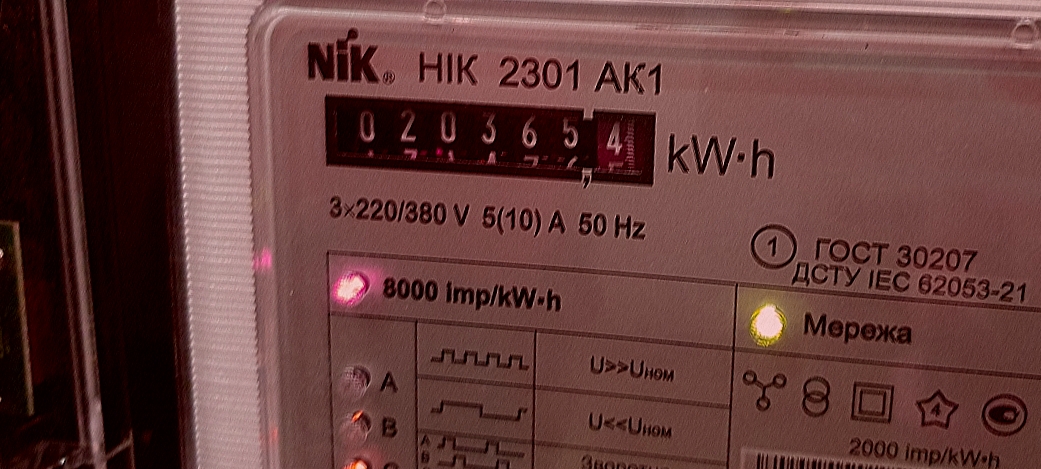 NiK® НІК 2301 АК1
0 2 0 3 6 5 , 4 kW·h
3×220/380 V 5(10) A 50 Hz
1 ГОСТ 30207
ДСТУ IEC 62053-21
8000 imp/kW·h
Мережа
A
U>>Uном
B
U<<Uном
A
B
4
2000 imp/kW·h